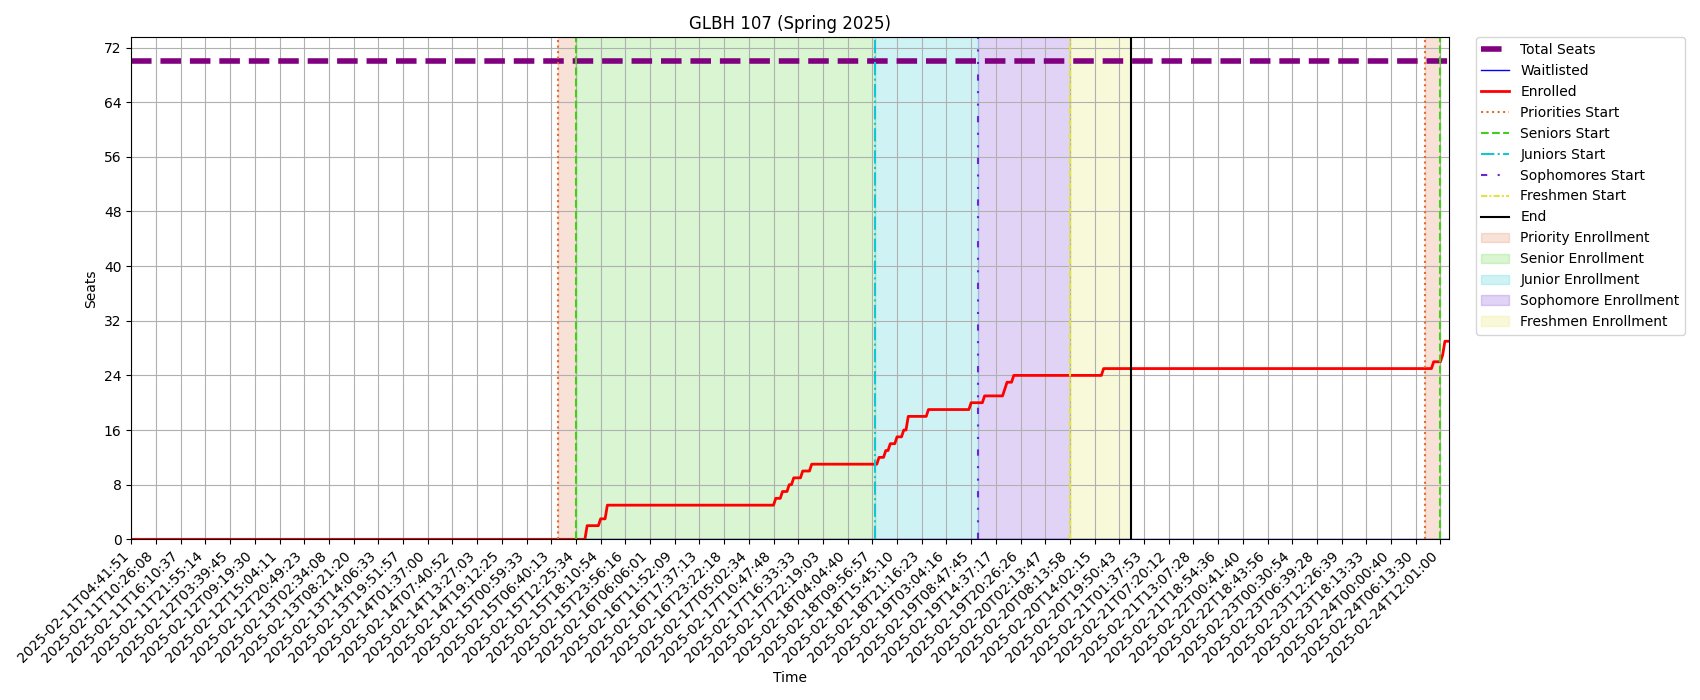 GLBH 107 (Spring 2025)
72
64
56
48
40
32
24
16
8
0
Seats
2025-02-11T04:41:51
2025-02-11T10:26:08
2025-02-11T16:10:37
2025-02-11T21:55:14
2025-02-12T03:39:45
2025-02-12T09:19:30
2025-02-12T15:04:11
2025-02-12T20:49:23
2025-02-13T02:34:08
2025-02-13T08:21:20
2025-02-13T14:06:33
2025-02-13T19:51:57
2025-02-14T01:37:00
2025-02-14T07:40:52
2025-02-14T13:27:03
2025-02-14T19:12:25
2025-02-15T00:59:33
2025-02-15T06:40:13
2025-02-15T12:25:34
2025-02-15T18:10:54
2025-02-15T23:56:16
2025-02-16T06:06:01
2025-02-16T11:52:09
2025-02-16T17:37:13
2025-02-16T23:22:18
2025-02-17T05:02:34
2025-02-17T10:47:48
2025-02-17T16:33:33
2025-02-17T22:19:03
2025-02-18T04:04:40
2025-02-18T09:56:57
2025-02-18T15:45:10
2025-02-18T21:16:23
2025-02-19T03:04:16
2025-02-19T08:47:45
2025-02-19T14:37:17
2025-02-19T20:26:26
2025-02-20T02:13:47
2025-02-20T08:13:58
2025-02-20T14:02:15
2025-02-20T19:50:43
2025-02-21T01:37:53
2025-02-21T07:20:12
2025-02-21T13:07:28
2025-02-21T18:54:36
2025-02-22T00:41:40
2025-02-22T18:43:56
2025-02-23T00:30:54
2025-02-23T06:39:28
2025-02-23T12:26:39
2025-02-23T18:13:33
2025-02-24T00:00:40
2025-02-24T06:13:30
2025-02-24T12:01:00
Time
Total Seats
Waitlisted
Enrolled
Priorities Start
Seniors Start
Juniors Start
Sophomores Start
Freshmen Start
End
Priority Enrollment
Senior Enrollment
Junior Enrollment
Sophomore Enrollment
Freshmen Enrollment